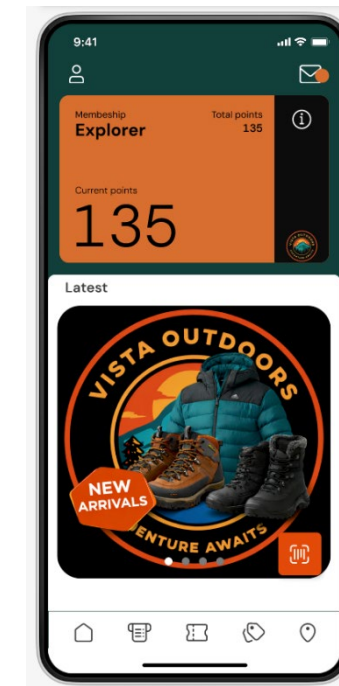 9:41
Membeship
Total points
Explorer
135
Current points
135
Latest
VISTA OUTDOORS
NEW
ARRIVALS
ENTURE AWAITS